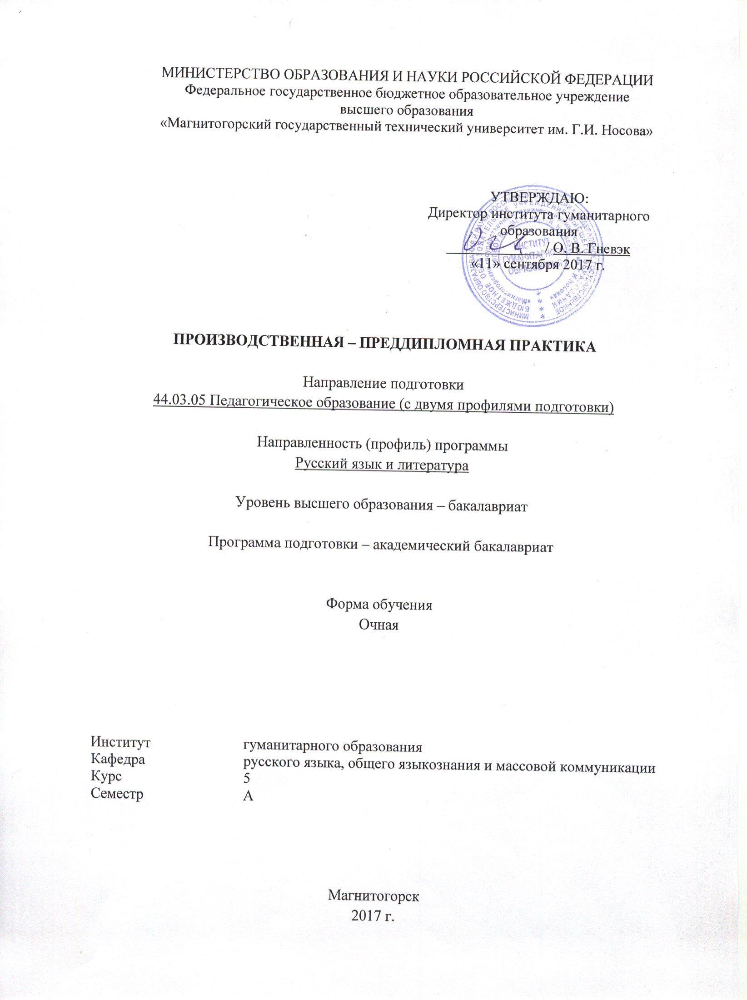 МИНИСТЕРСТВО ОБРАЗОВАНИЯ И НАУКИ РОССИЙСКОЙ ФЕДЕРАЦИИ
Федеральное государственное бюджетное образовательное учреждение
высшего образования
«Магнитогорский государственный технический университет им. Г.И. Носова»
УТВЕРЖДАЮ:
Директор института гуманитарного
образования
/ О. В. Гневэк
«11» сентября 2017 г.
ИНСТИТУТ
ГУМАНИТАРНОГО
ОБРАЗОВАНИЯ
ПРОИЗВОДСТВЕННАЯ – ПРЕДДИПЛОМНАЯ ПРАКТИКА
Направление подготовки
44.03.05 Педагогическое образование (с двумя профилями подготовки)
Направленность (профиль) программы
Русский язык и литература
Уровень высшего образования – бакалавриат
Программа подготовки – академический бакалавриат
Форма обучения
Очная
Институт гуманитарного образования
Кафедра русского языка, общего языкознания и массовой коммуникации
Курс 5
Семестр А
Магнитогорск
2017 г.